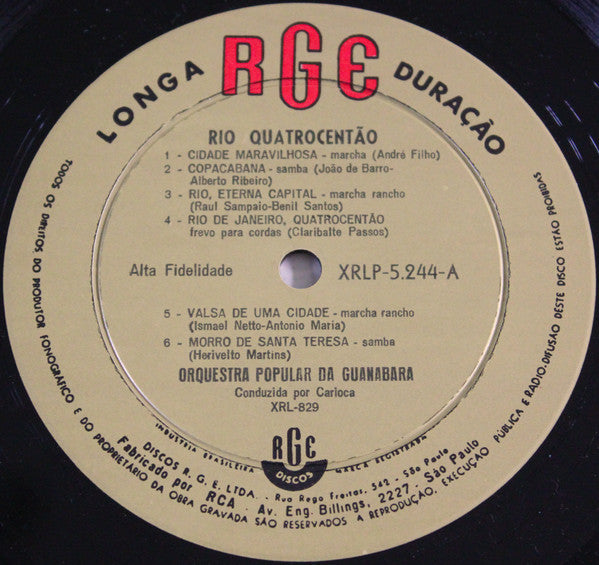 LONGA RGE DURAÇÃO
RIO QUATROCENTÃO
1 - CIDADE MARAVILHOSA - marcha (André Filho)
2 - COPACABANA - samba (João de Barro-
Alberto Ribeiro)
3 - RIO, ETERNA CAPITAL - marcha rancho
(Raul Sampaio-Benil Santos)
4 - RIO DE JANEIRO, QUATROCENTÃO
frevo para cordas (Claribalte Passos)
Alta Fidelidade
XRLP-5.244-A
5 - VALSA DE UMA CIDADE - marcha rancho
(Ismael Netto-Antonio Maria)
6 - MORRO DE SANTA TERESA - samba
(Herivelto Martins)
ORQUESTRA POPULAR DA GUANABARA
Conduzida por Carioca
XRL-829
INDUSTRIA BRASILEIRA
RGE
DISCOS
MARCA REGISTRADA
DISCOS R. G. E. LTDA. - Rua Rego Freitas, 342 - São Paulo
Fabricado por RCA - Av. Eng. Billings, 2227 - São Paulo
TODOS OS DIREITOS DO PRODUTOR FONOGRÁFICO E DO PROPRIETÁRIO DA OBRA GRAVADA SÃO RESERVADOS A REPRODUÇÃO, EXECUÇÃO PÚBLICA E RADIO.DIFUSÃO DESTE DISCO ESTÃO PROIBIDAS